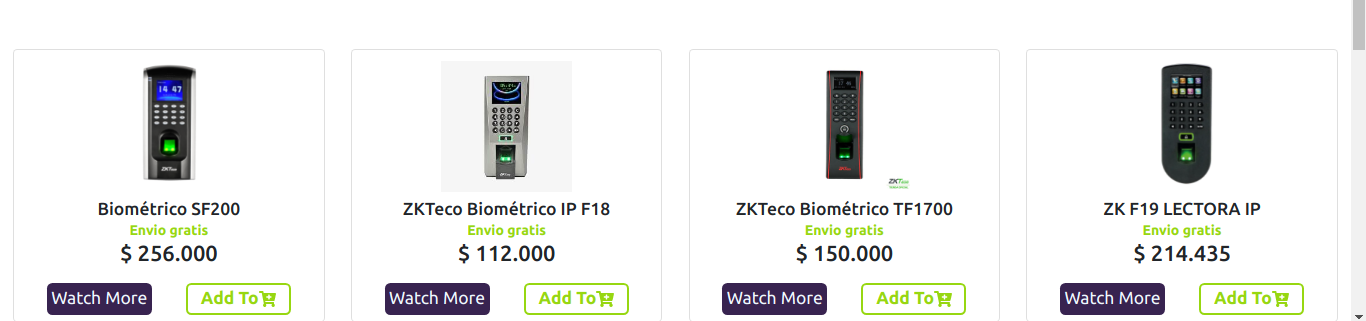 14 47
ZKTeco
ZKTeco
Biométrico SF200
ZKTeco Biométrico IP F18
ZKTeco Biométrico TF1700
ZK F19 LECTORA IP
Envio gratis
Envio gratis
Envio gratis
Envio gratis
$ 256.000
$ 112.000
$ 150.000
$ 214.435
Watch More
Add To
Watch More
Add To
Watch More
Add To
Watch More
Add To